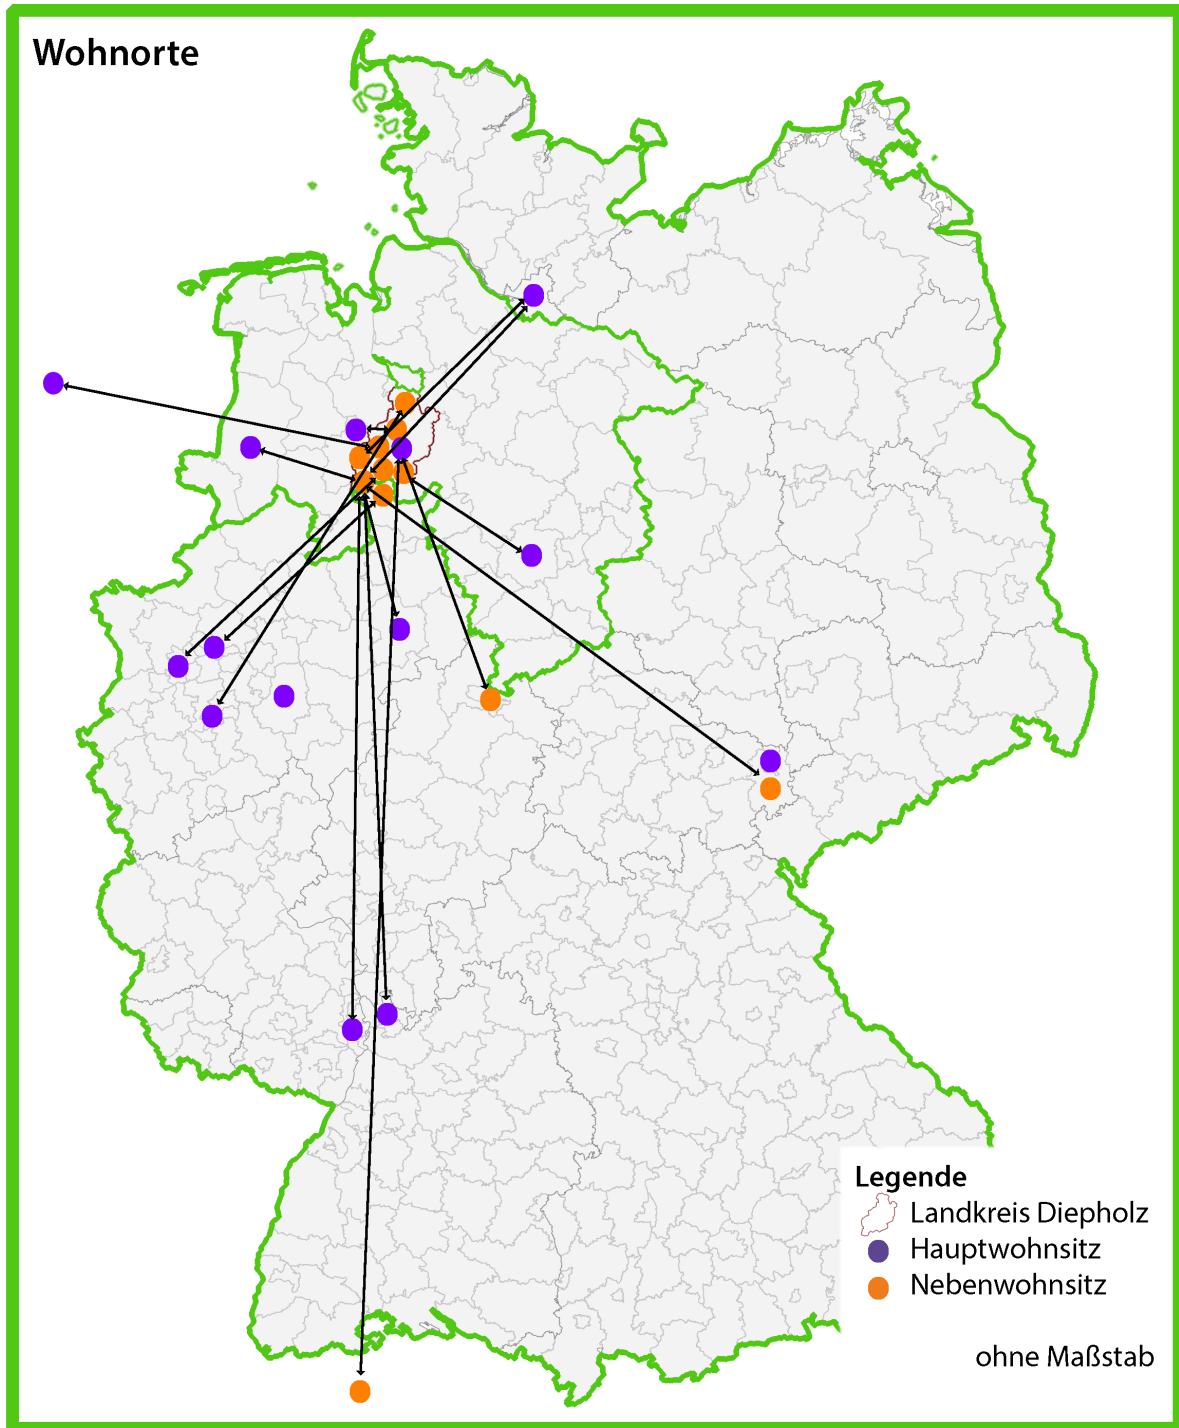 Wohnorte
Legende
Landkreis Diepholz
Hauptwohnsitz
Nebenwohnsitz
ohne Maßstab